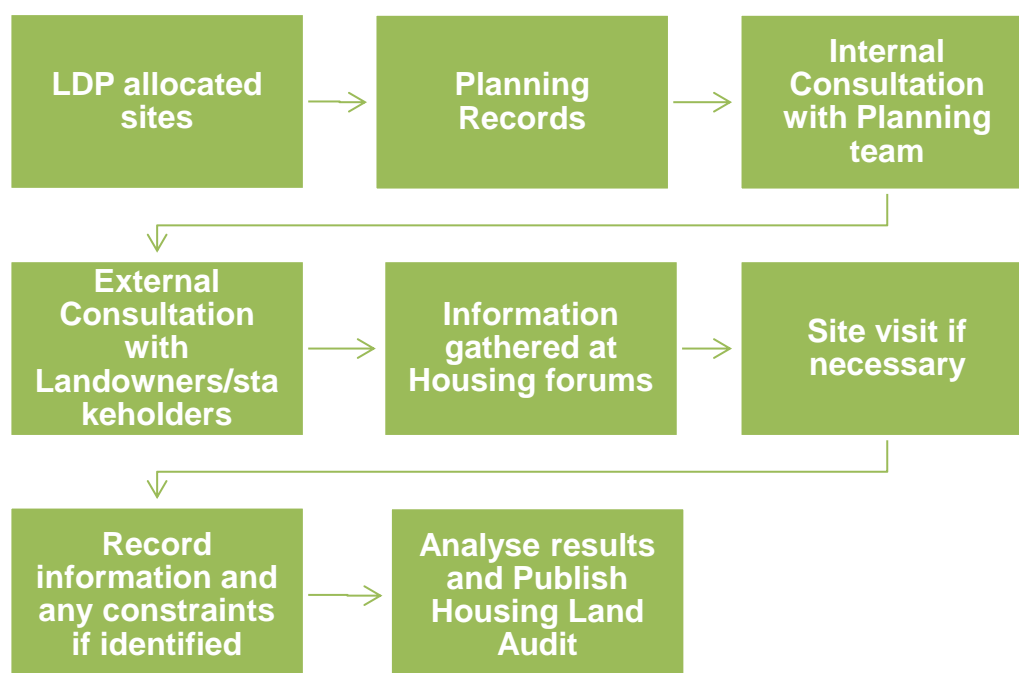 LDP allocated
sites
Planning
Records
Internal
Consultation
with Planning
team
External
Consultation
with
Landowners/sta
keholders
Information
gathered at
Housing forums
Site visit if
necessary
Record
information and
any constraints
if identified
Analyse results
and Publish
Housing Land
Audit